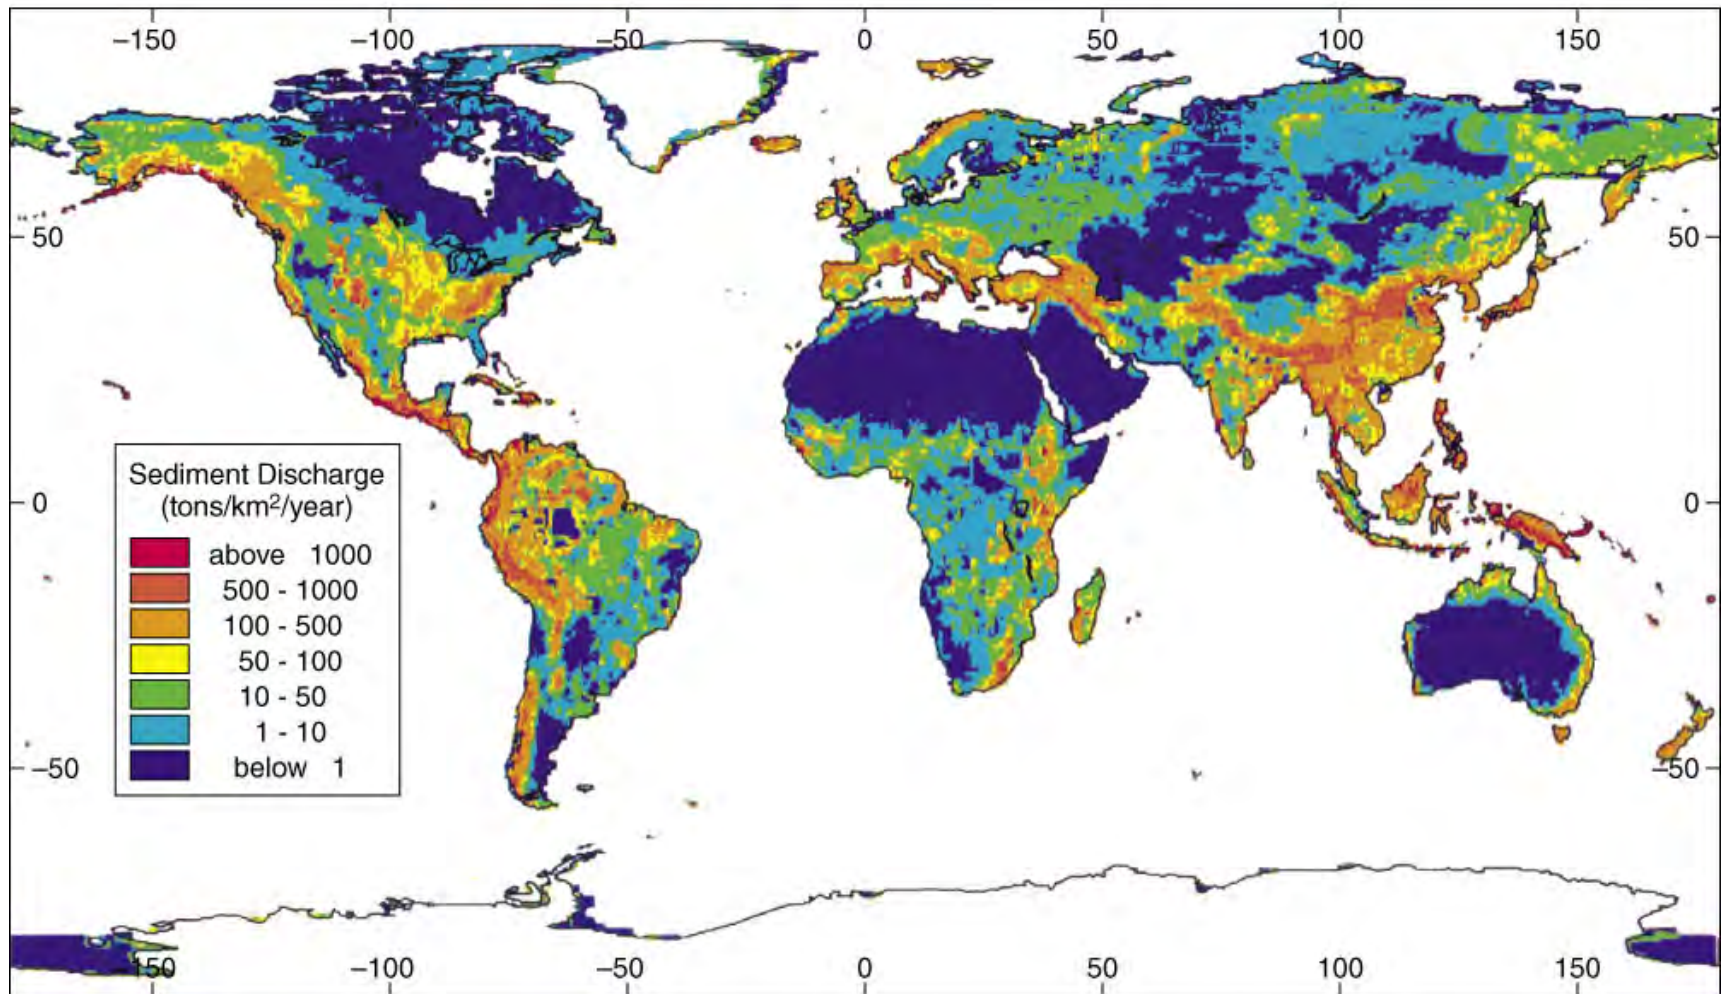 −150 −100 −50 0 50 100 150
50 50
0 0
−50 −50
Sediment Discharge
(tons/km²/year)
above 1000
500 - 1000
100 - 500
50 - 100
10 - 50
1 - 10
below 1
−150 −100 −50 0 50 100 150